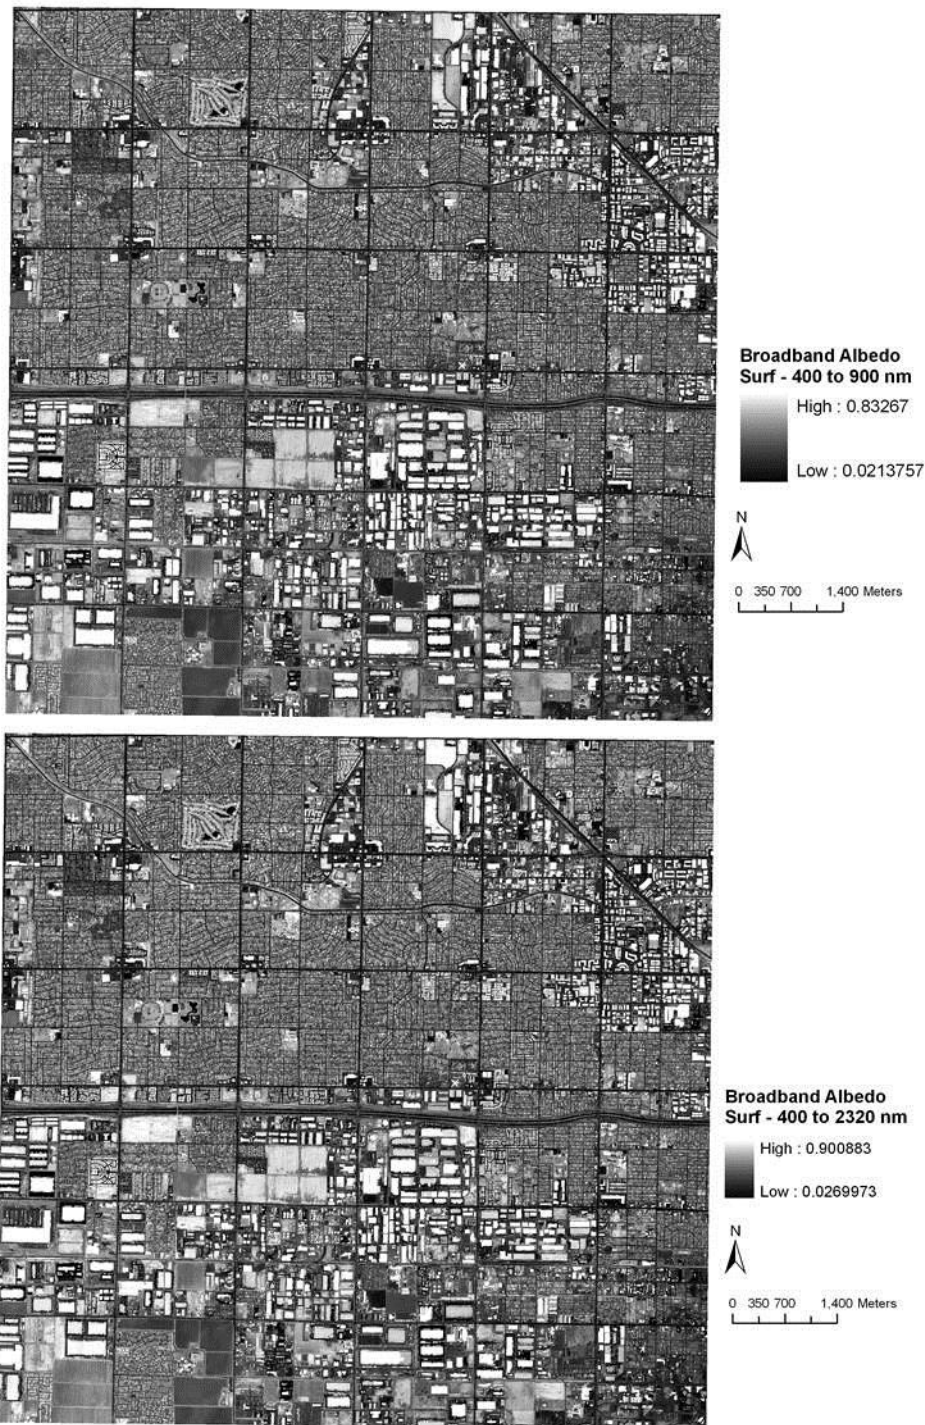 Broadband Albedo
Surf - 400 to 900 nm
High : 0.83267
Low : 0.0213757
N
0 350 700 1,400 Meters
Broadband Albedo
Surf - 400 to 2320 nm
High : 0.900883
Low : 0.0269973
N
0 350 700 1,400 Meters